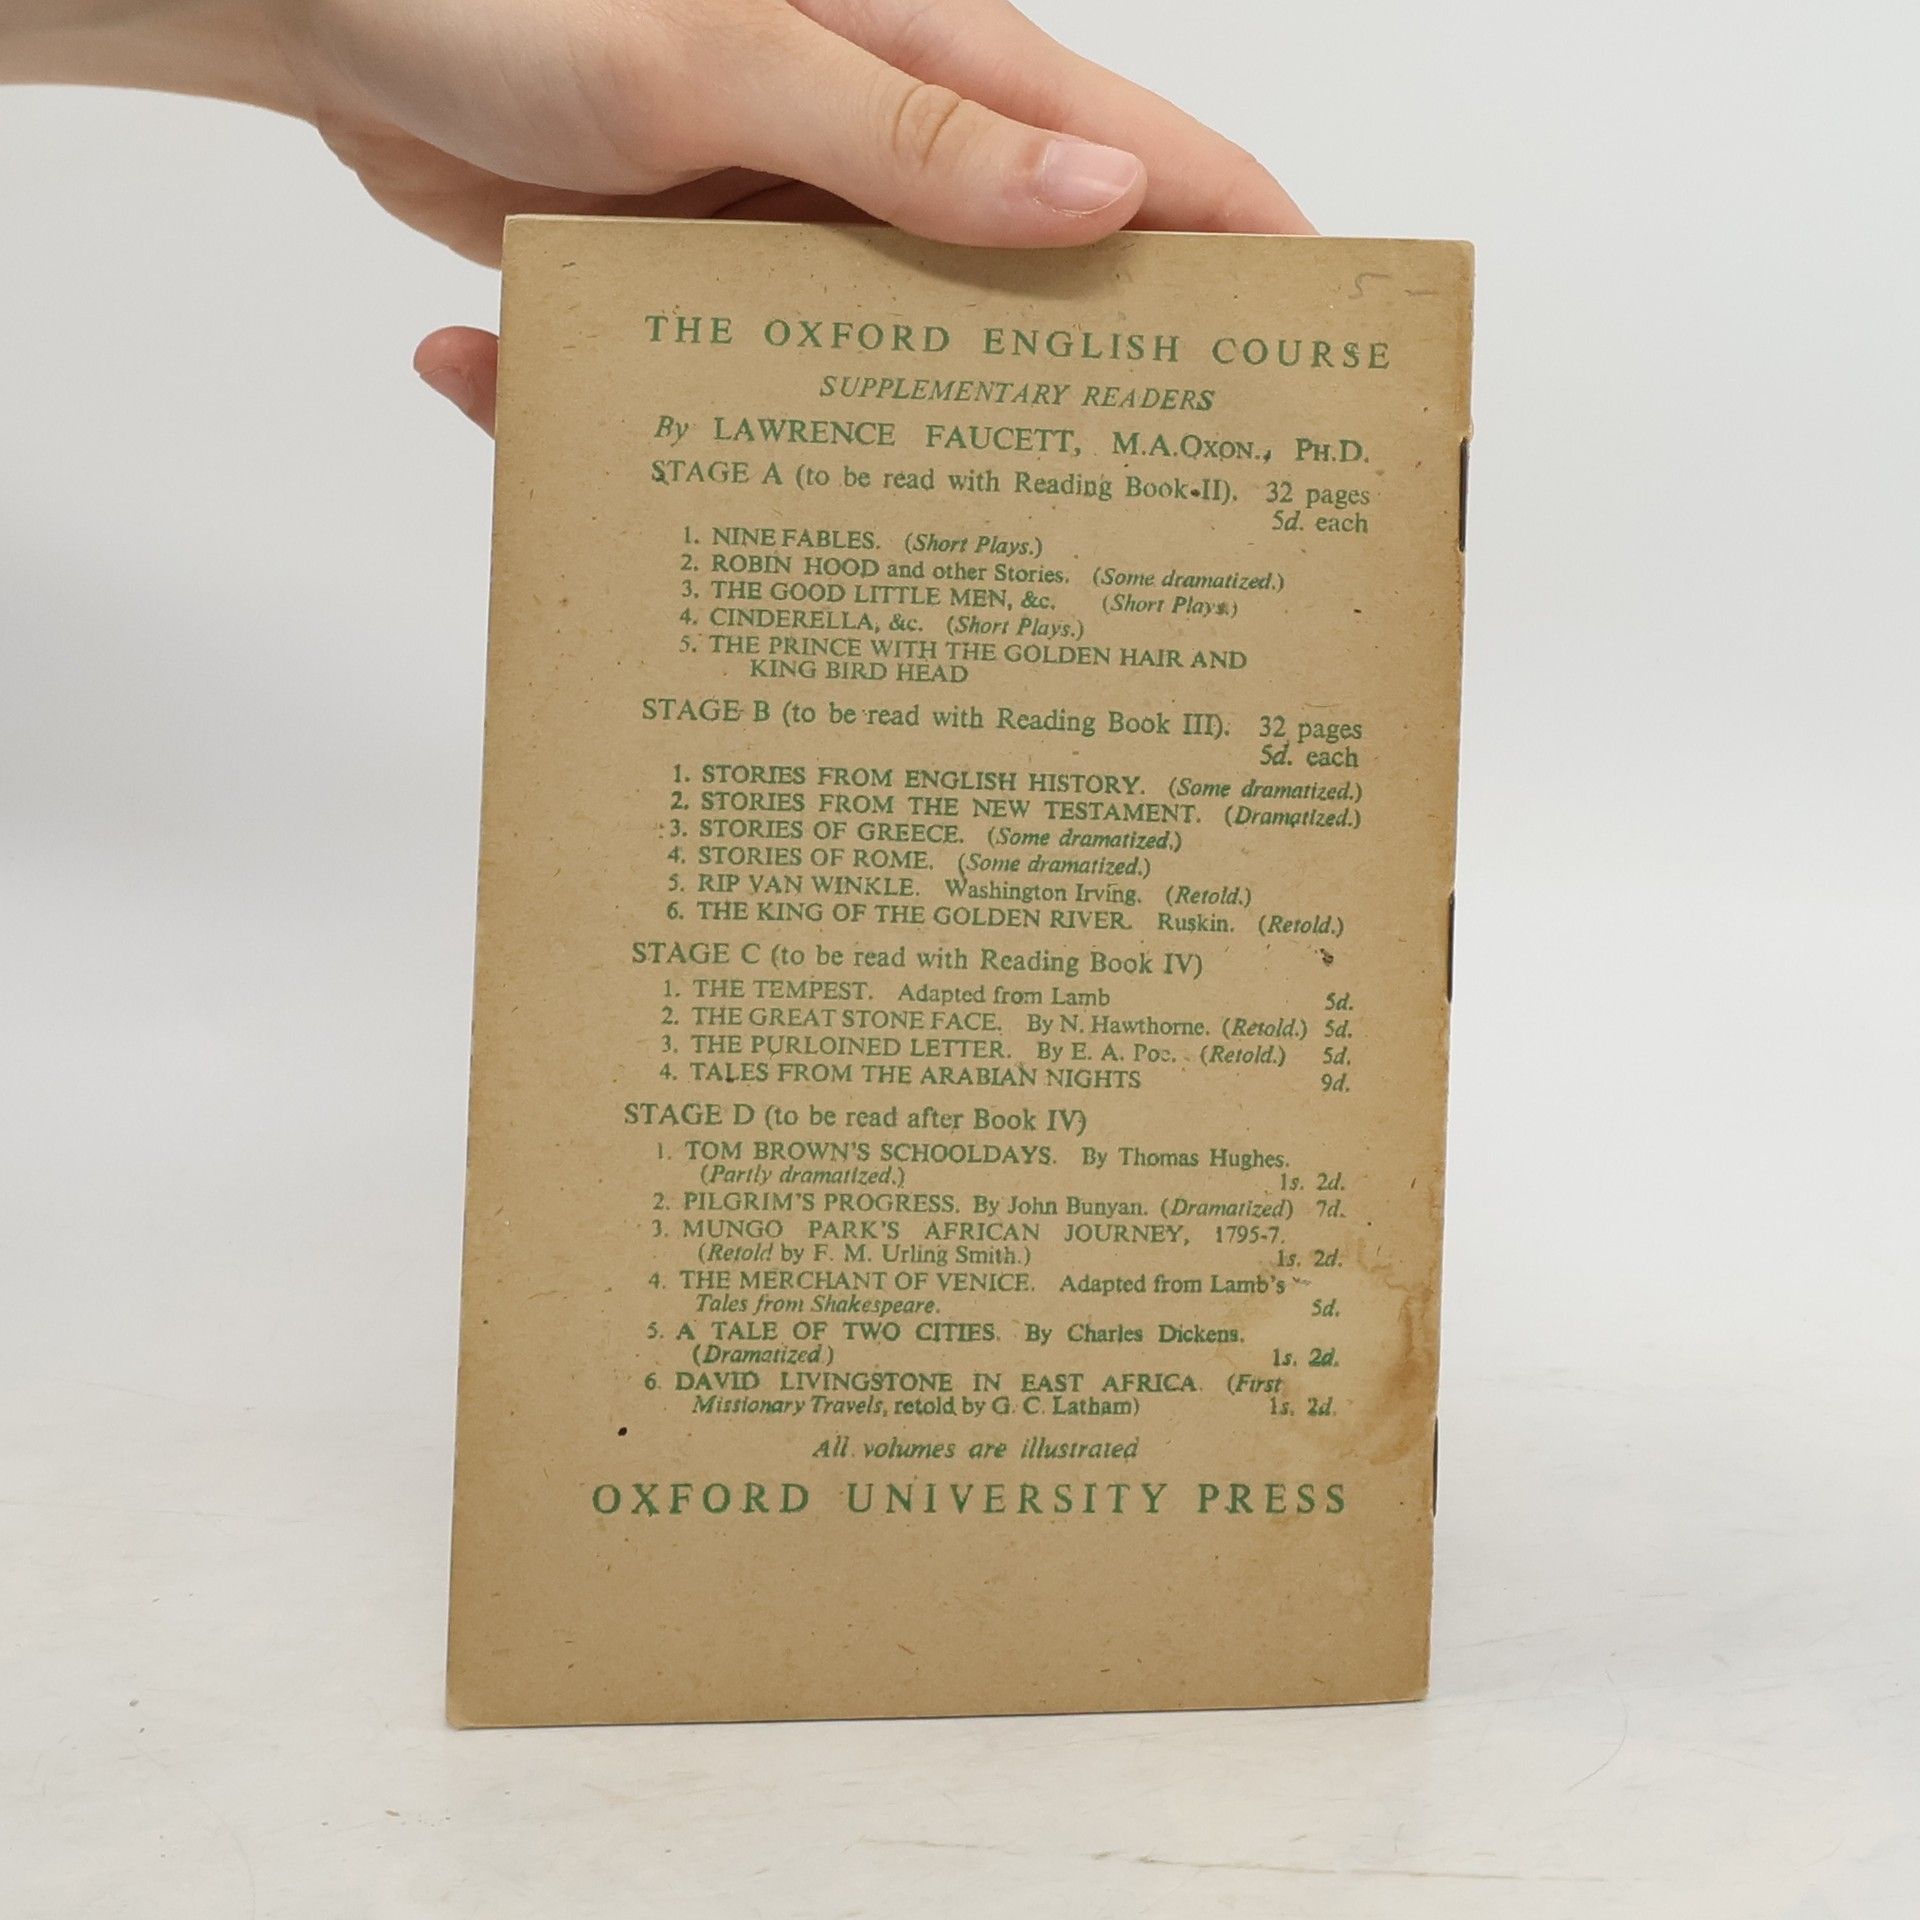 5 -
THE OXFORD ENGLISH COURSE
SUPPLEMENTARY READERS
By LAWRENCE FAUCETT, M.A.OXON., PH.D.
STAGE A (to be read with Reading Book II). 32 pages
5d. each
1. NINE FABLES. (Short Plays.)
2. ROBIN HOOD and other Stories. (Some dramatized.)
3. THE GOOD LITTLE MEN, &c. (Short Plays.)
4. CINDERELLA, &c. (Short Plays.)
5. THE PRINCE WITH THE GOLDEN HAIR AND
KING BIRD HEAD
STAGE B (to be read with Reading Book III). 32 pages
5d. each
1. STORIES FROM ENGLISH HISTORY. (Some dramatized.)
2. STORIES FROM THE NEW TESTAMENT. (Dramatized.)
3. STORIES OF GREECE. (Some dramatized.)
4. STORIES OF ROME. (Some dramatized.)
5. RIP VAN WINKLE. Washington Irving. (Retold.)
6. THE KING OF THE GOLDEN RIVER. Ruskin. (Retold.)
STAGE C (to be read with Reading Book IV)
1. THE TEMPEST. Adapted from Lamb 5d.
2. THE GREAT STONE FACE. By N. Hawthorne. (Retold.) 5d.
3. THE PURLOINED LETTER. By E. A. Poe. (Retold.) 5d.
4. TALES FROM THE ARABIAN NIGHTS 9d.
STAGE D (to be read after Book IV)
1. TOM BROWN'S SCHOOLDAYS. By Thomas Hughes.
(Partly dramatized.) 1s. 2d.
2. PILGRIM'S PROGRESS. By John Bunyan. (Dramatized) 7d.
3. MUNGO PARK'S AFRICAN JOURNEY, 1795-7.
(Retold by F. M. Urling Smith.) 1s. 2d.
4. THE MERCHANT OF VENICE. Adapted from Lamb's
Tales from Shakespeare. 5d.
5. A TALE OF TWO CITIES. By Charles Dickens.
(Dramatized.) 1s. 2d.
6. DAVID LIVINGSTONE IN EAST AFRICA. (First
Missionary Travels, retold by G. C. Latham) 1s. 2d.
All volumes are illustrated
OXFORD UNIVERSITY PRESS